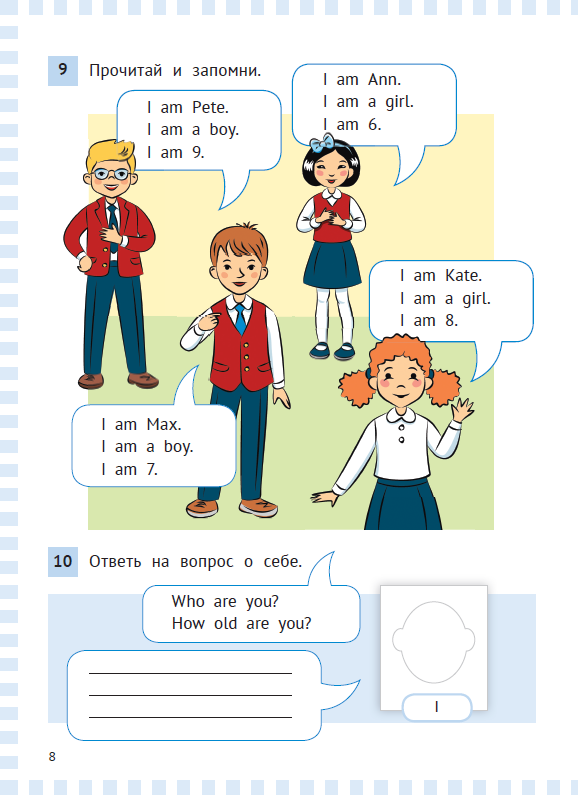 9 Прочитай и запомни.
I am Pete.
I am a boy.
I am 9.
I am Ann.
I am a girl.
I am 6.
I am Kate.
I am a girl.
I am 8.
I am Max.
I am a boy.
I am 7.
10 Ответь на вопрос о себе.
Who are you?
How old are you?
I
8